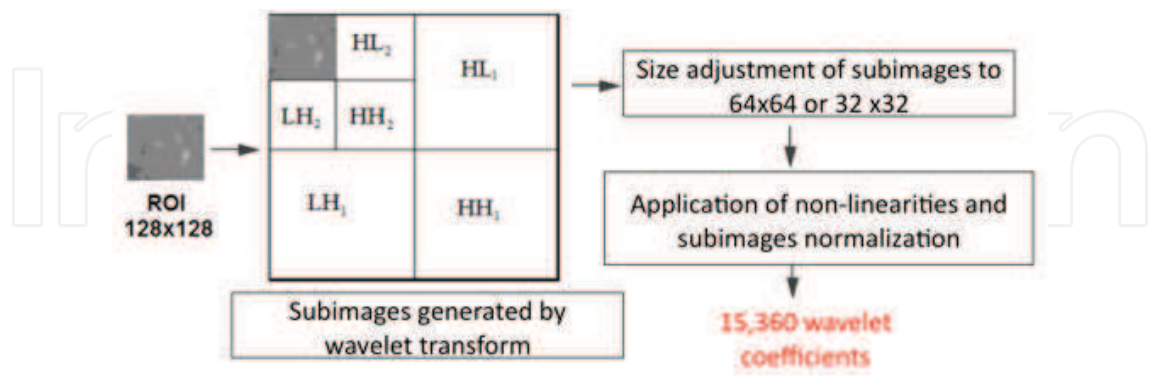 ROI
128x128
HL₂
HL₁
LH₂
HH₂
LH₁
HH₁
Subimages generated by
wavelet transform
Size adjustment of subimages to
64x64 or 32 x32
Application of non-linearities and
subimages normalization
15,360 wavelet
coefficients